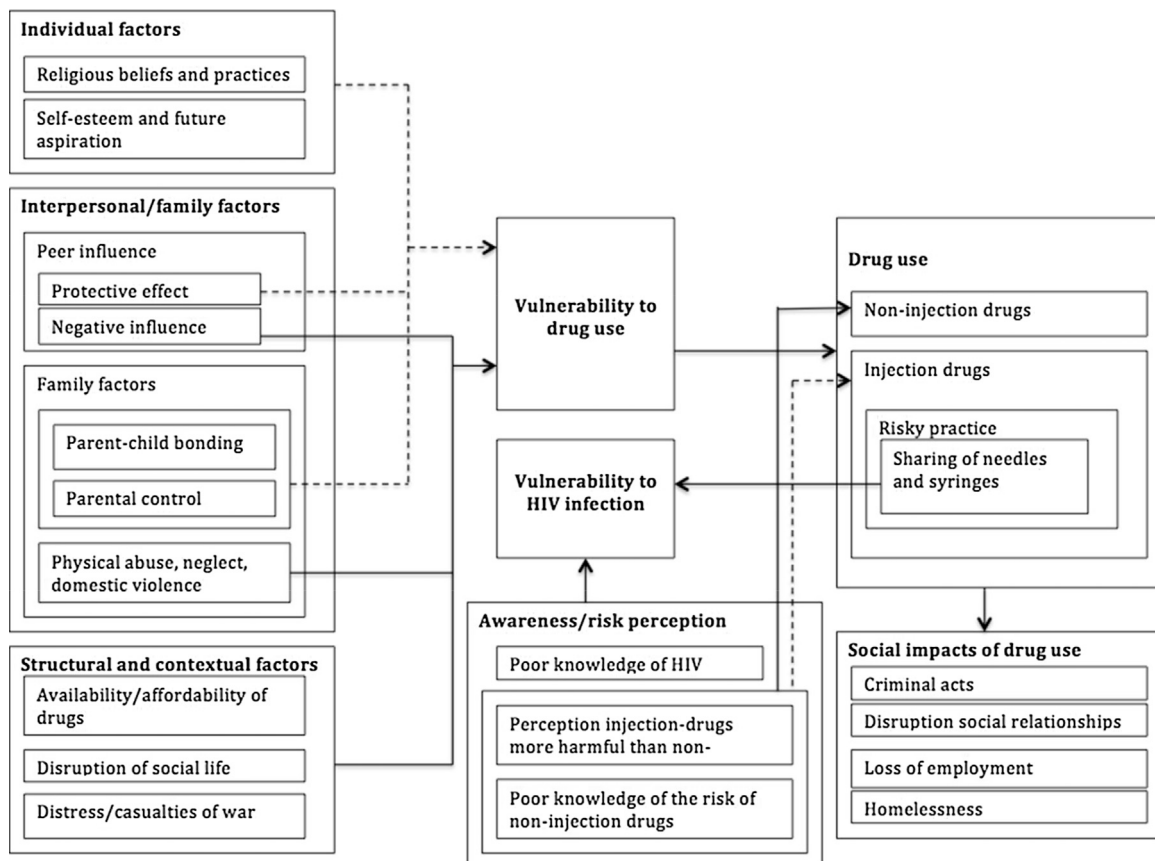 Individual factors
Religious beliefs and practices
Self-esteem and future
aspiration
Interpersonal/family factors
Peer influence
Protective effect
Negative influence
Family factors
Parent-child bonding
Parental control
Physical abuse, neglect,
domestic violence
Structural and contextual factors
Availability/affordability of
drugs
Disruption of social life
Distress/casualties of war
Vulnerability to
drug use
Vulnerability to
HIV infection
Awareness/risk perception
Poor knowledge of HIV
Perception injection-drugs
more harmful than non-
Poor knowledge of the risk of
non-injection drugs
Drug use
Non-injection drugs
Injection drugs
Risky practice
Sharing of needles
and syringes
Social impacts of drug use
Criminal acts
Disruption social relationships
Loss of employment
Homelessness